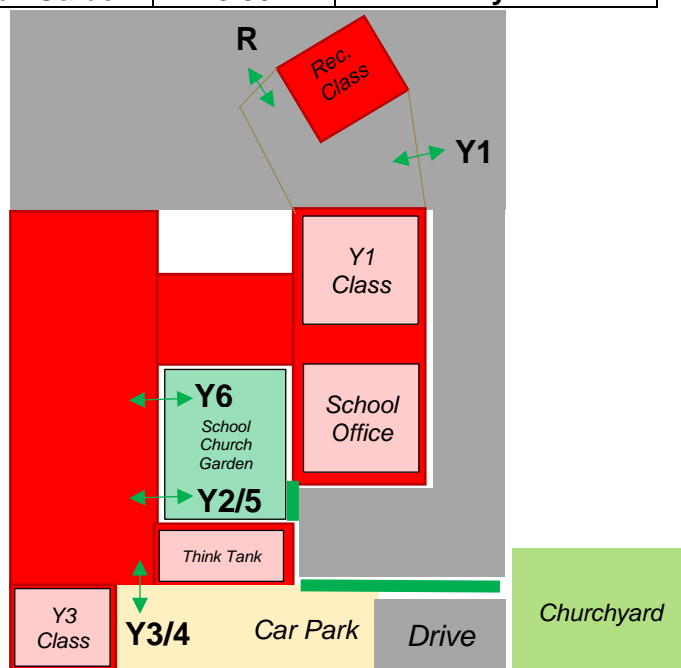 R
Rec.
Class
Y1
Y1
Class
Y6
School
Church
Garden
School
Office
Y2/5
Think Tank
Y3
Class
Y3/4
Car Park
Drive
Churchyard